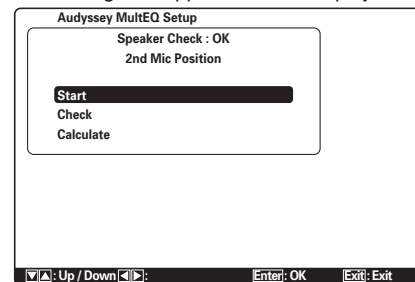 Audyssey MultEQ Setup
Speaker Check : OK
2nd Mic Position
Start
Check
Calculate
▼▲: Up / Down ◀▶: Enter: OK Exit: Exit